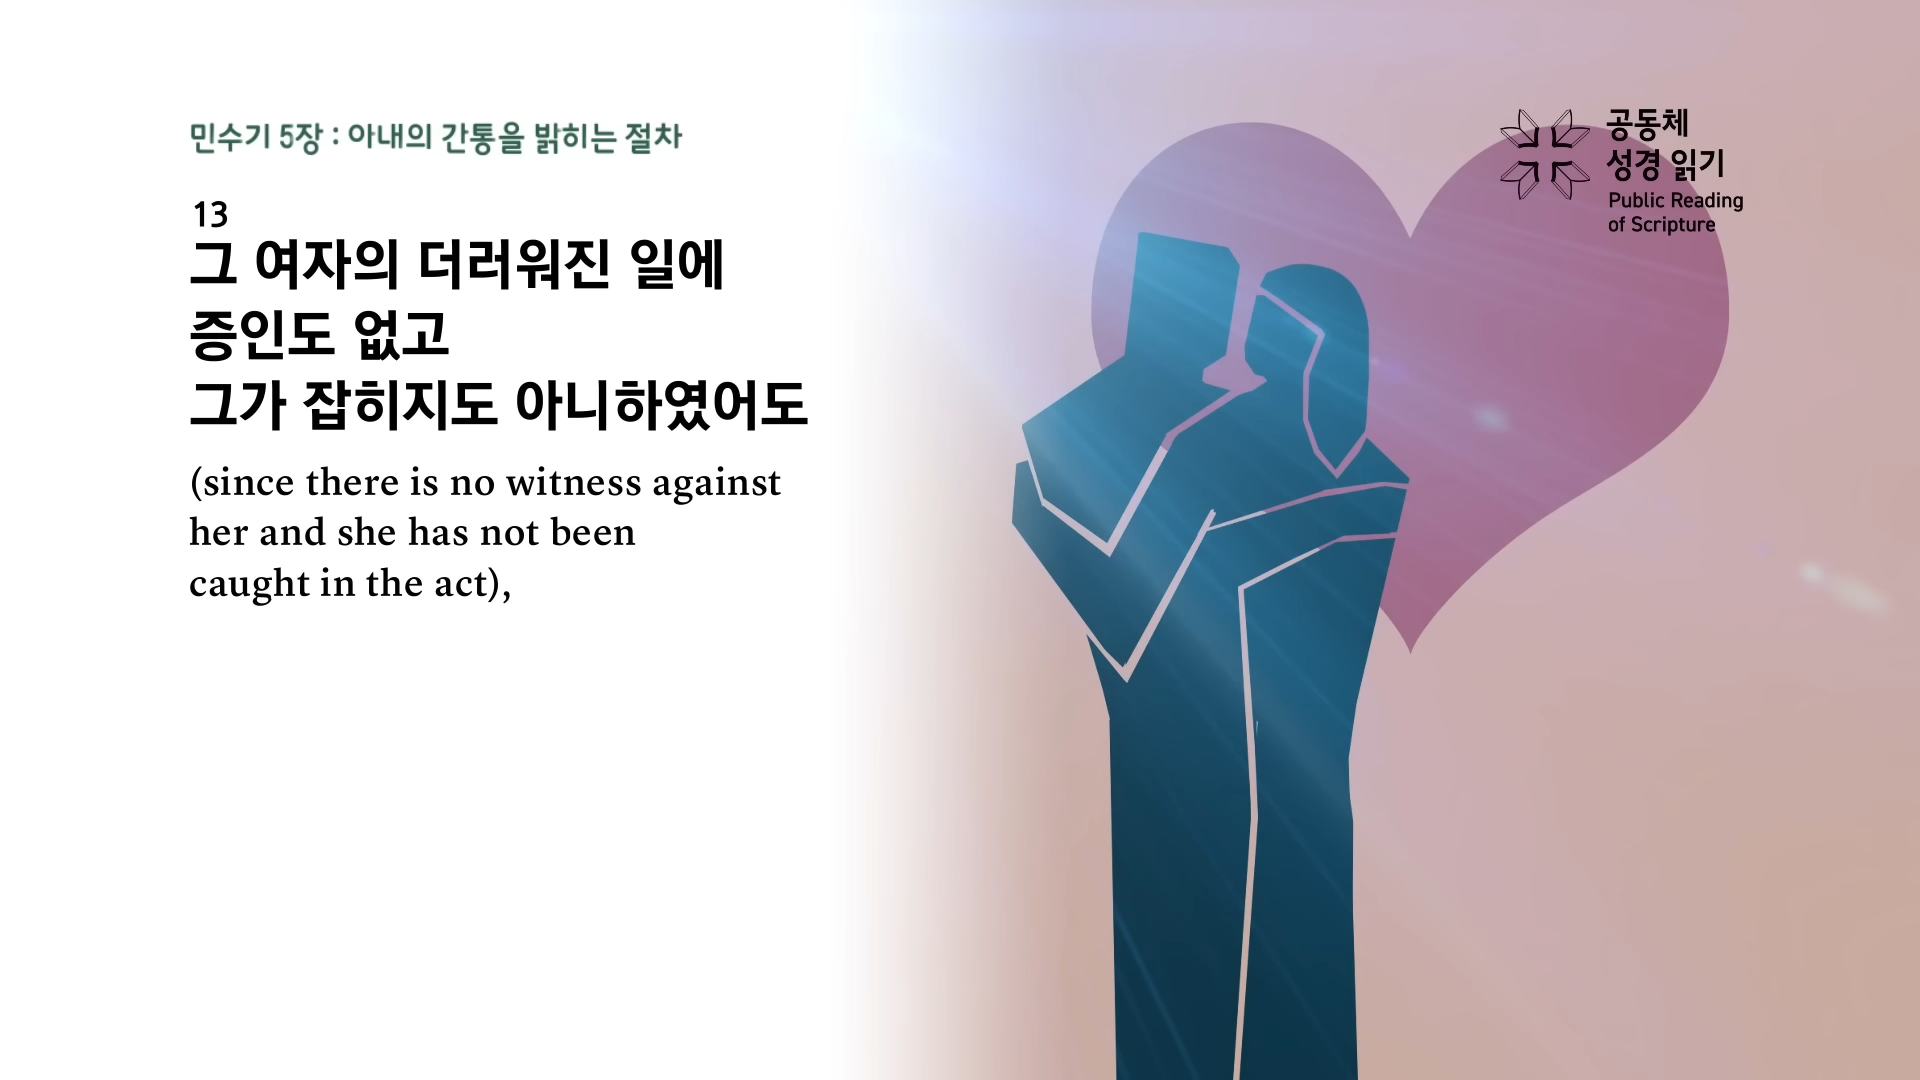 민수기 5장 : 아내의 간통을 밝히는 절차
13
그 여자의 더러워진 일에
증인도 없고
그가 잡히지도 아니하였어도
(since there is no witness against
her and she has not been
caught in the act),
공동체
성경 읽기
Public Reading
of Scripture